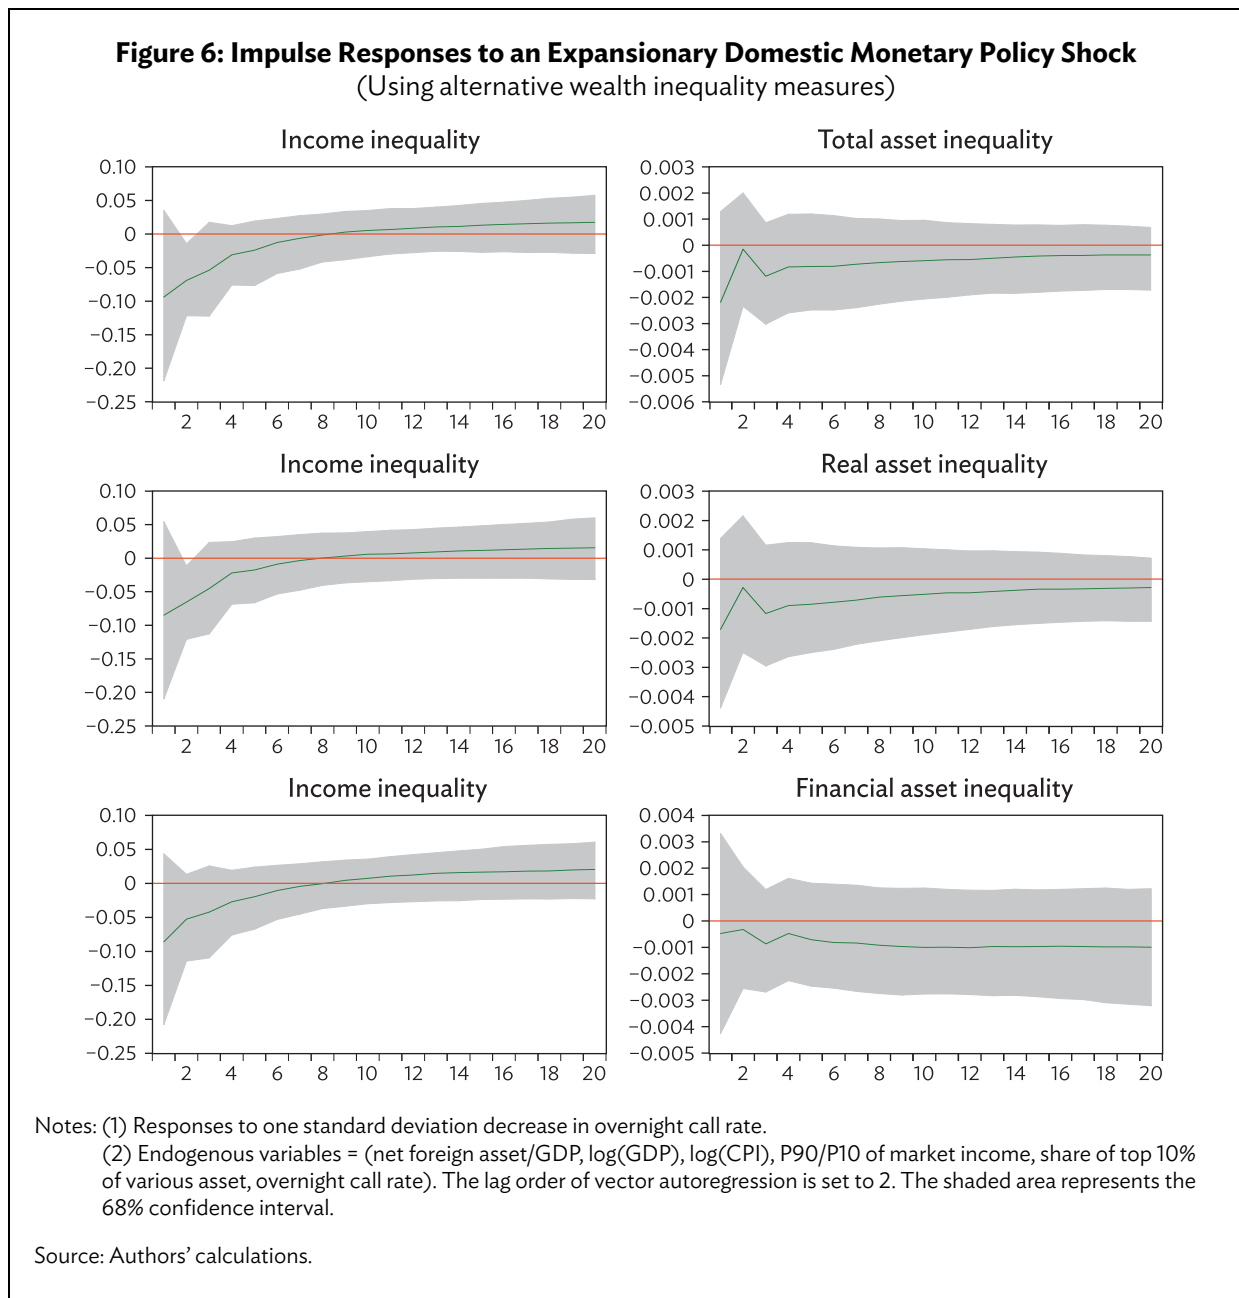 Figure 6: Impulse Responses to an Expansionary Domestic Monetary Policy Shock
(Using alternative wealth inequality measures)
Income inequality
0.10
0.05
0
−0.05
−0.10
−0.15
−0.20
−0.25
2 4 6 8 10 12 14 16 18 20
Total asset inequality
0.003
0.002
0.001
0
−0.001
−0.002
−0.003
−0.004
−0.005
−0.006
2 4 6 8 10 12 14 16 18 20
Income inequality
0.10
0.05
0
−0.05
−0.10
−0.15
−0.20
−0.25
2 4 6 8 10 12 14 16 18 20
Real asset inequality
0.003
0.002
0.001
0
−0.001
−0.002
−0.003
−0.004
−0.005
2 4 6 8 10 12 14 16 18 20
Income inequality
0.10
0.05
0
−0.05
−0.10
−0.15
−0.20
−0.25
2 4 6 8 10 12 14 16 18 20
Financial asset inequality
0.004
0.003
0.002
0.001
0
−0.001
−0.002
−0.003
−0.004
−0.005
2 4 6 8 10 12 14 16 18 20
Notes: (1) Responses to one standard deviation decrease in overnight call rate.
(2) Endogenous variables = (net foreign asset/GDP, log(GDP), log(CPI), P90/P10 of market income, share of top 10%
of various asset, overnight call rate). The lag order of vector autoregression is set to 2. The shaded area represents the
68% confidence interval.
Source: Authors’ calculations.